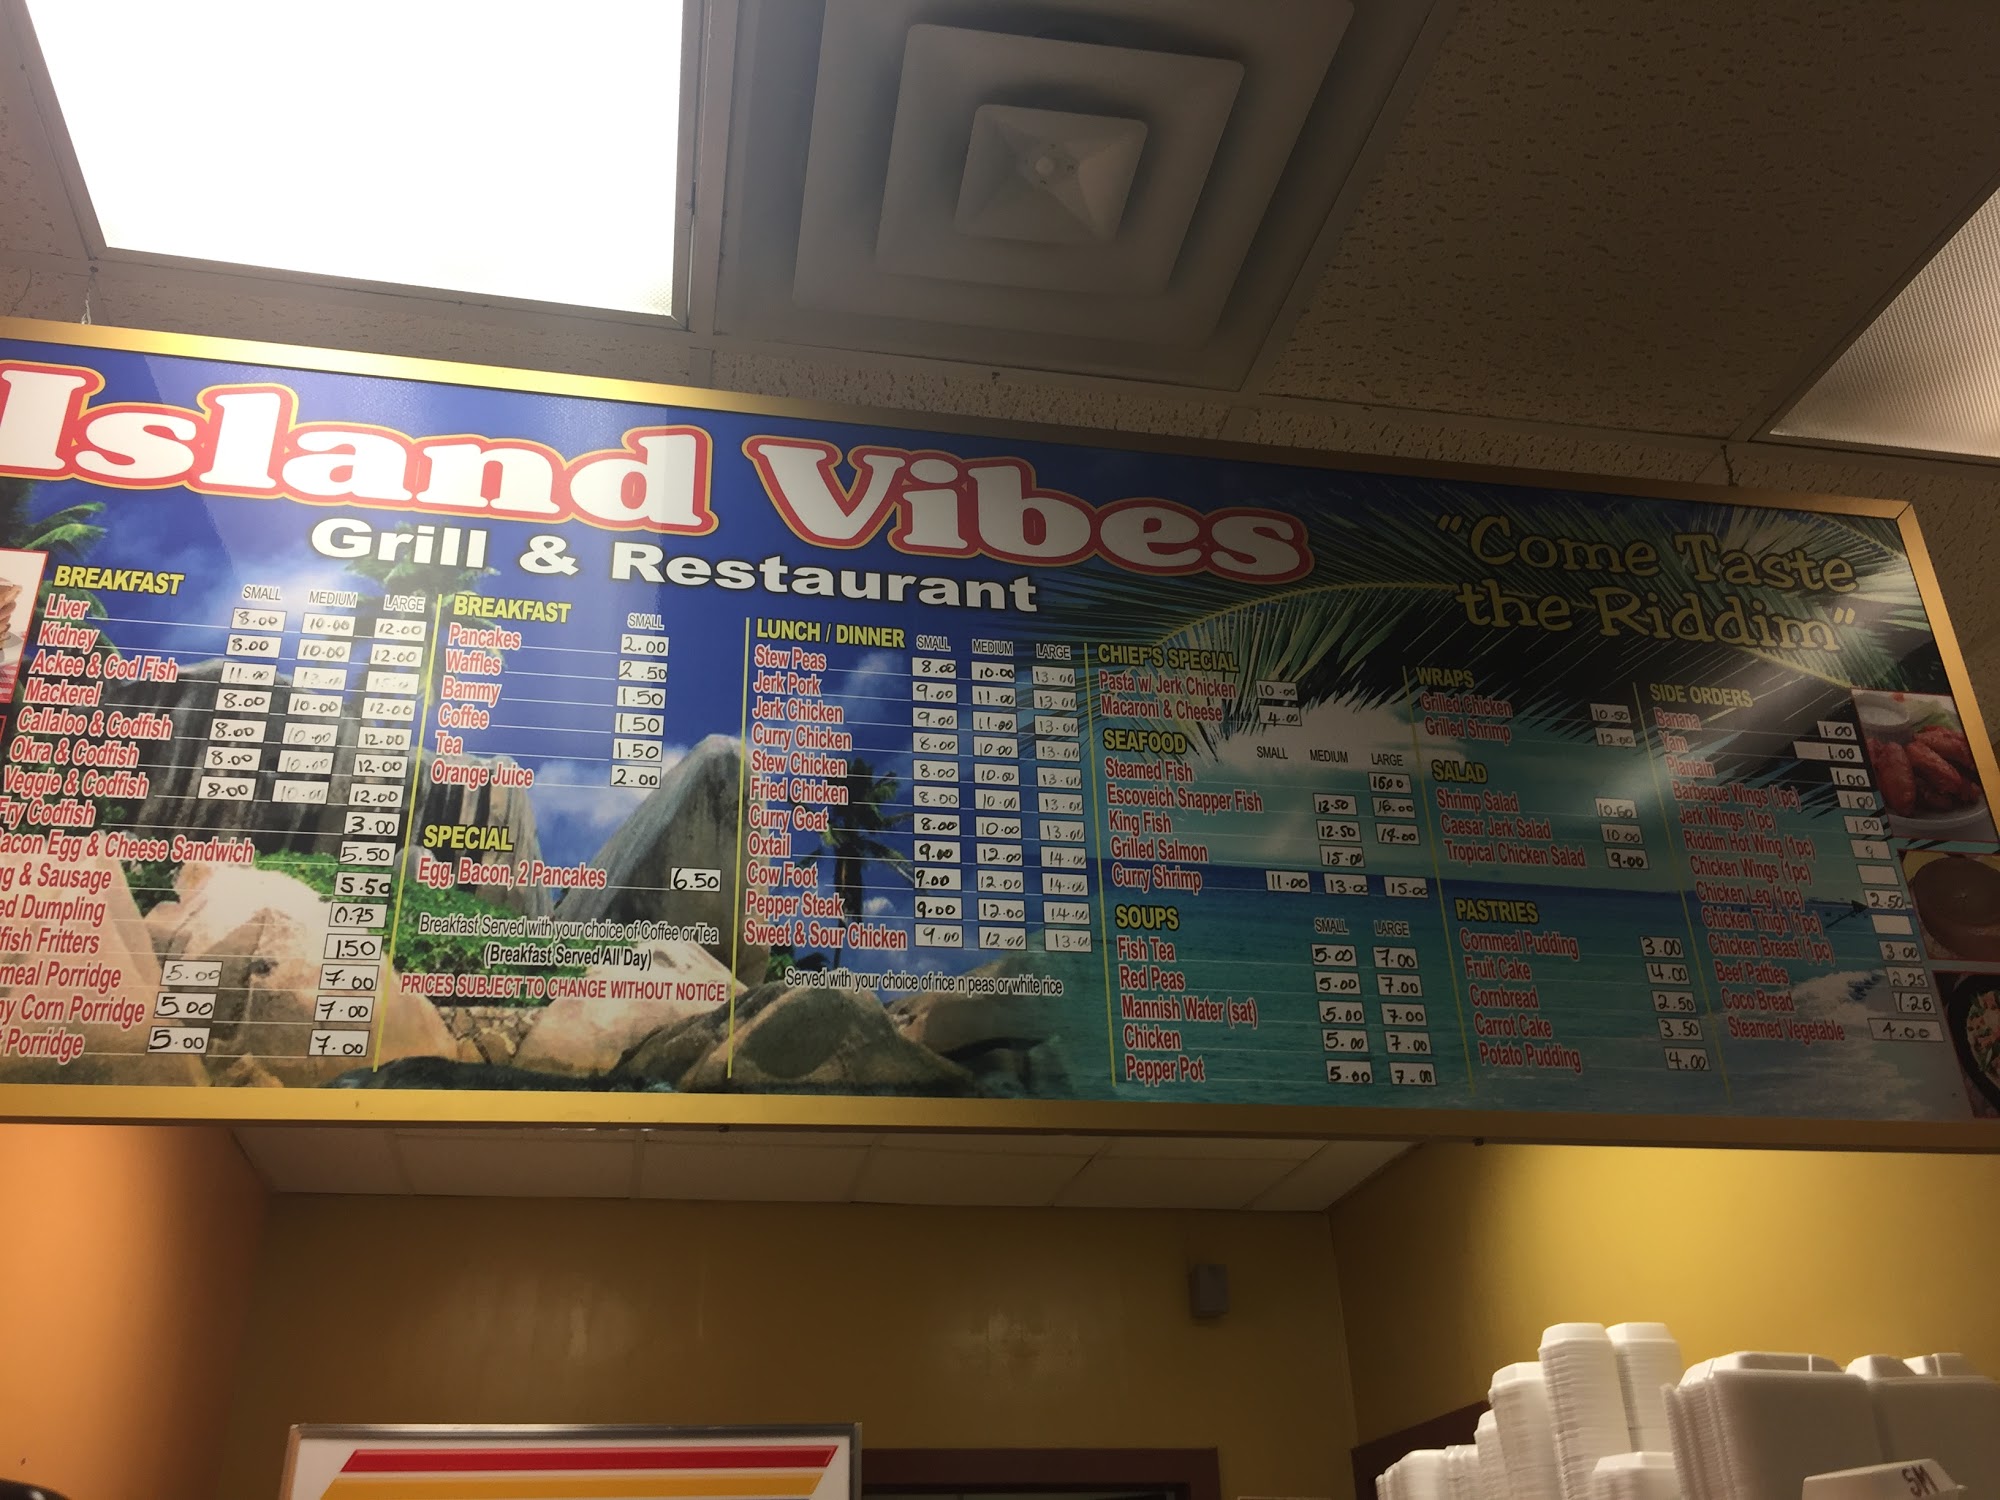 Island Vibes
Grill & Restaurant
"Come Taste
the Riddim"
BREAKFAST SMALL MEDIUM LARGE
Liver 8.00 10.00 12.00
Kidney 8.00 10.00 12.00
Ackee & Cod Fish 11.00 13.00
Mackerel 8.00 10.00 12.00
Callaloo & Codfish 8.00 10.00 12.00
Okra & Codfish 8.00 10.00 12.00
Veggie & Codfish 8.00 10.00 12.00
Fry Codfish 3.00
Egg & Cheese Sandwich 5.50
& Sausage 5.50
Dumpling 0.75
Fritters 1.50
Porridge 5.00 7.00
Corn Porridge 5.00 7.00
Porridge 5.00 7.00
BREAKFAST SMALL
Pancakes 2.00
Waffles 2.50
Bammy 1.50
Coffee 1.50
Tea 1.50
Orange Juice 2.00
SPECIAL
Egg, Bacon, 2 Pancakes 6.50
Breakfast Served with your choice of Coffee or Tea
(Breakfast Served All Day)
PRICES SUBJECT TO CHANGE WITHOUT NOTICE
LUNCH / DINNER SMALL MEDIUM LARGE
Stew Peas 8.00 10.00 13.00
Jerk Pork 9.00 11.00 13.00
Jerk Chicken 9.00 11.00 13.00
Curry Chicken 8.00 10.00 13.00
Stew Chicken 8.00 10.00 13.00
Fried Chicken 8.00 10.00 13.00
Curry Goat 8.00 10.00 13.00
Oxtail 9.00 12.00 14.00
Cow Foot 9.00 12.00 14.00
Pepper Steak 9.00 12.00 14.00
Sweet & Sour Chicken 9.00 12.00 13.00
Served with your choice of rice n peas or white rice
CHIEF'S SPECIAL
Pasta w/ Jerk Chicken 10.00
Macaroni & Cheese 4.00
SEAFOOD SMALL MEDIUM LARGE
Steamed Fish
Escoveich Snapper Fish 12.50 16.00
King Fish 12.50 14.00
Grilled Salmon 15.00
Curry Shrimp 11.00 13.00 15.00
SOUPS SMALL LARGE
Fish Tea 5.00 7.00
Red Peas 5.00 7.00
Mannish Water (sat) 5.00 7.00
Chicken 5.00 7.00
Pepper Pot 5.00 7.00
WRAPS
Grilled Chicken 10.50
Grilled Shrimp 12.00
SALAD
Shrimp Salad
Caesar Jerk Salad 10.00
Tropical Chicken Salad 9.00
PASTRIES
Cornmeal Pudding 3.00
Fruit Cake 4.00
Cornbread 2.50
Carrot Cake 3.50
Potato Pudding 4.00
SIDE ORDERS
Banana 1.00
Yam 1.00
Plantain 1.00
Barbeque Wings (1pc) 1.00
Jerk Wings (1pc) 1.00
Riddim Hot Wing (1pc)
Chicken Wings (1pc)
Chicken Leg (1pc) 2.50
Chicken Thigh (1pc)
Chicken Breast (1pc) 3.00
Beef Patties 2.25
Coco Bread 1.25
Steamed Vegetable 4.00